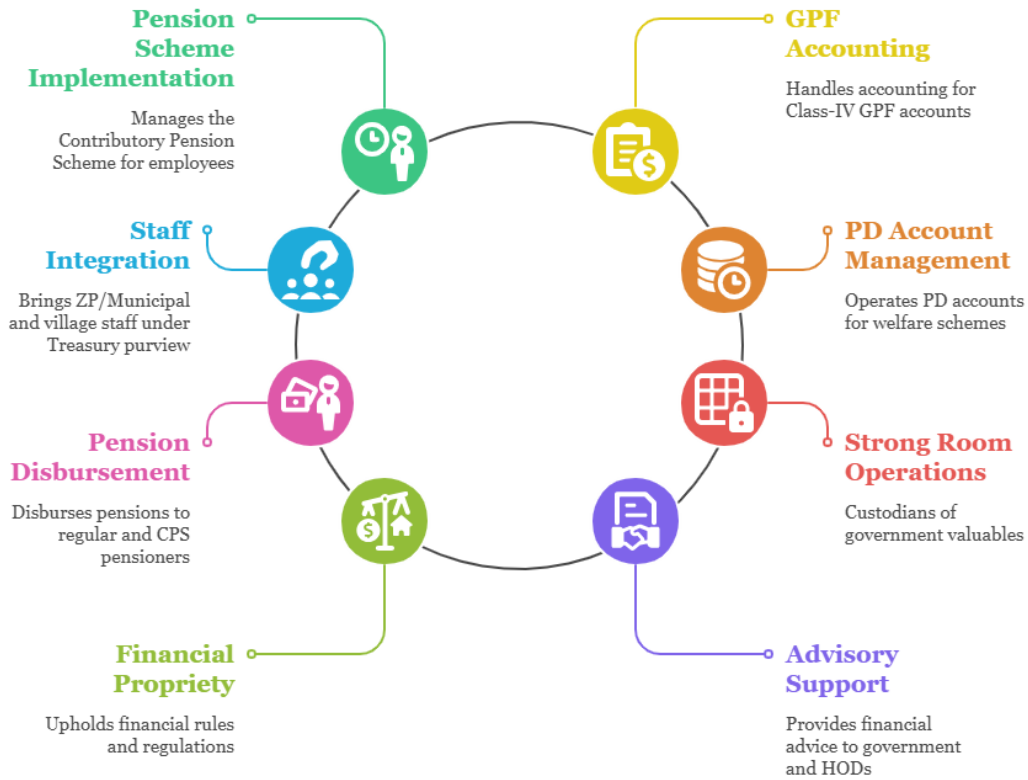 Pension
Scheme
Implementation
Manages the
Contributory Pension
Scheme for employees
GPF
Accounting
Handles accounting for
Class-IV GPF accounts
Staff
Integration
Brings ZP/Municipal
and village staff under
Treasury purview
PD Account
Management
Operates PD accounts
for welfare schemes
Pension
Disbursement
Disburses pensions to
regular and CPS
pensioners
Strong Room
Operations
Custodians of
government valuables
Financial
Propriety
Upholds financial rules
and regulations
Advisory
Support
Provides financial
advice to government
and HODs